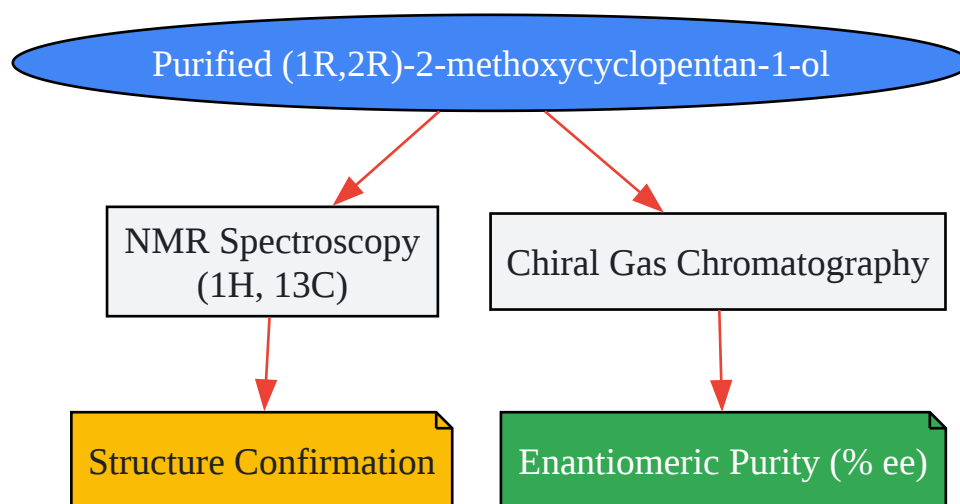 Purified (1R,2R)-2-methoxycyclopentan-1-ol
NMR Spectroscopy
(1H, 13C)
Chiral Gas Chromatography
Structure Confirmation
Enantiomeric Purity (% ee)